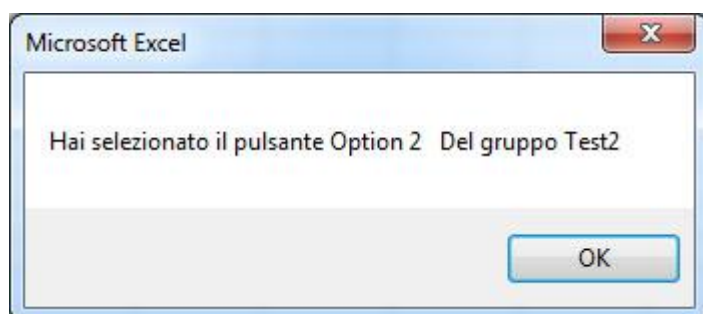 Microsoft Excel
Hai selezionato il pulsante Option 2   Del gruppo Test2
OK